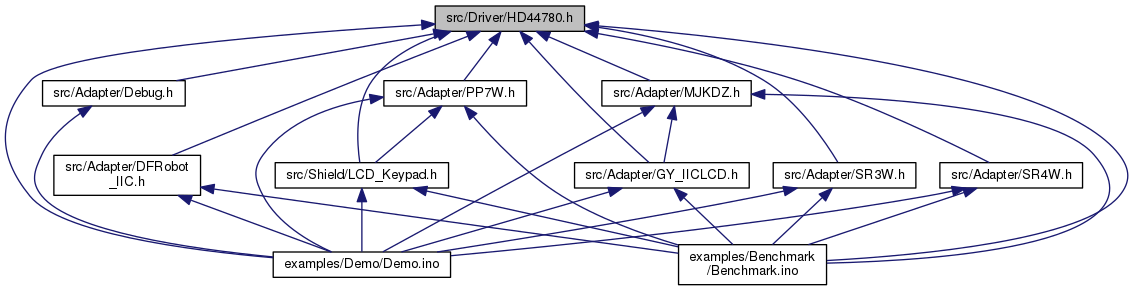 src/Driver/HD44780.h
src/Adapter/Debug.h
src/Adapter/PP7W.h
src/Adapter/MJKDZ.h
src/Adapter/DFRobot
_IIC.h
src/Shield/LCD_Keypad.h
src/Adapter/GY_IICLCD.h
src/Adapter/SR3W.h
src/Adapter/SR4W.h
examples/Demo/Demo.ino
examples/Benchmark
/Benchmark.ino